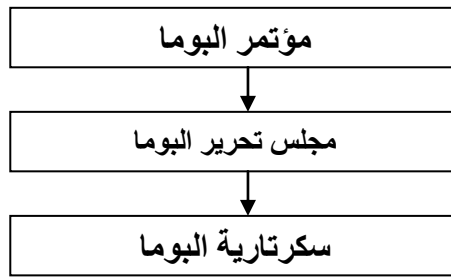 مؤتمر البوما
مجلس تحرير البوما
سكرتارية البوما